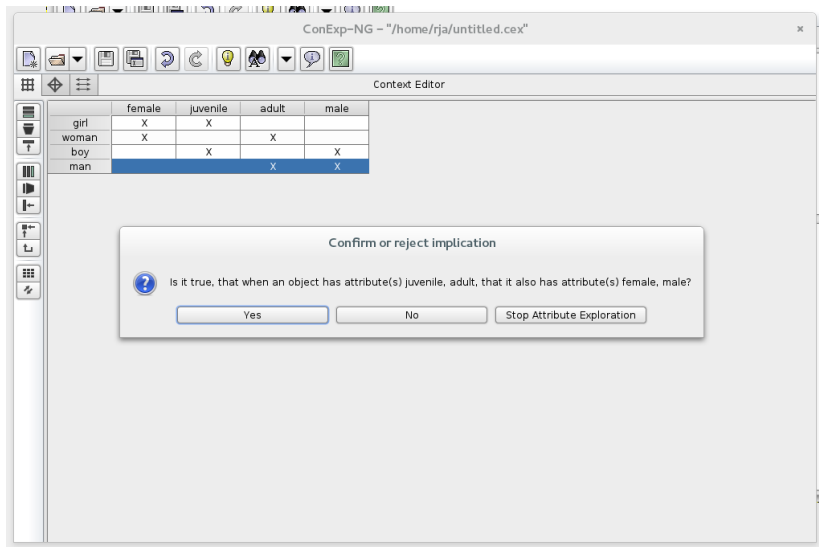 ConExp-NG - "/home/rja/untitled.cex"
Context Editor
female juvenile adult male
girl X X
woman X X
boy X X
man X X
Confirm or reject implication
Is it true, that when an object has attribute(s) juvenile, adult, that it also has attribute(s) female, male?
Yes No Stop Attribute Exploration